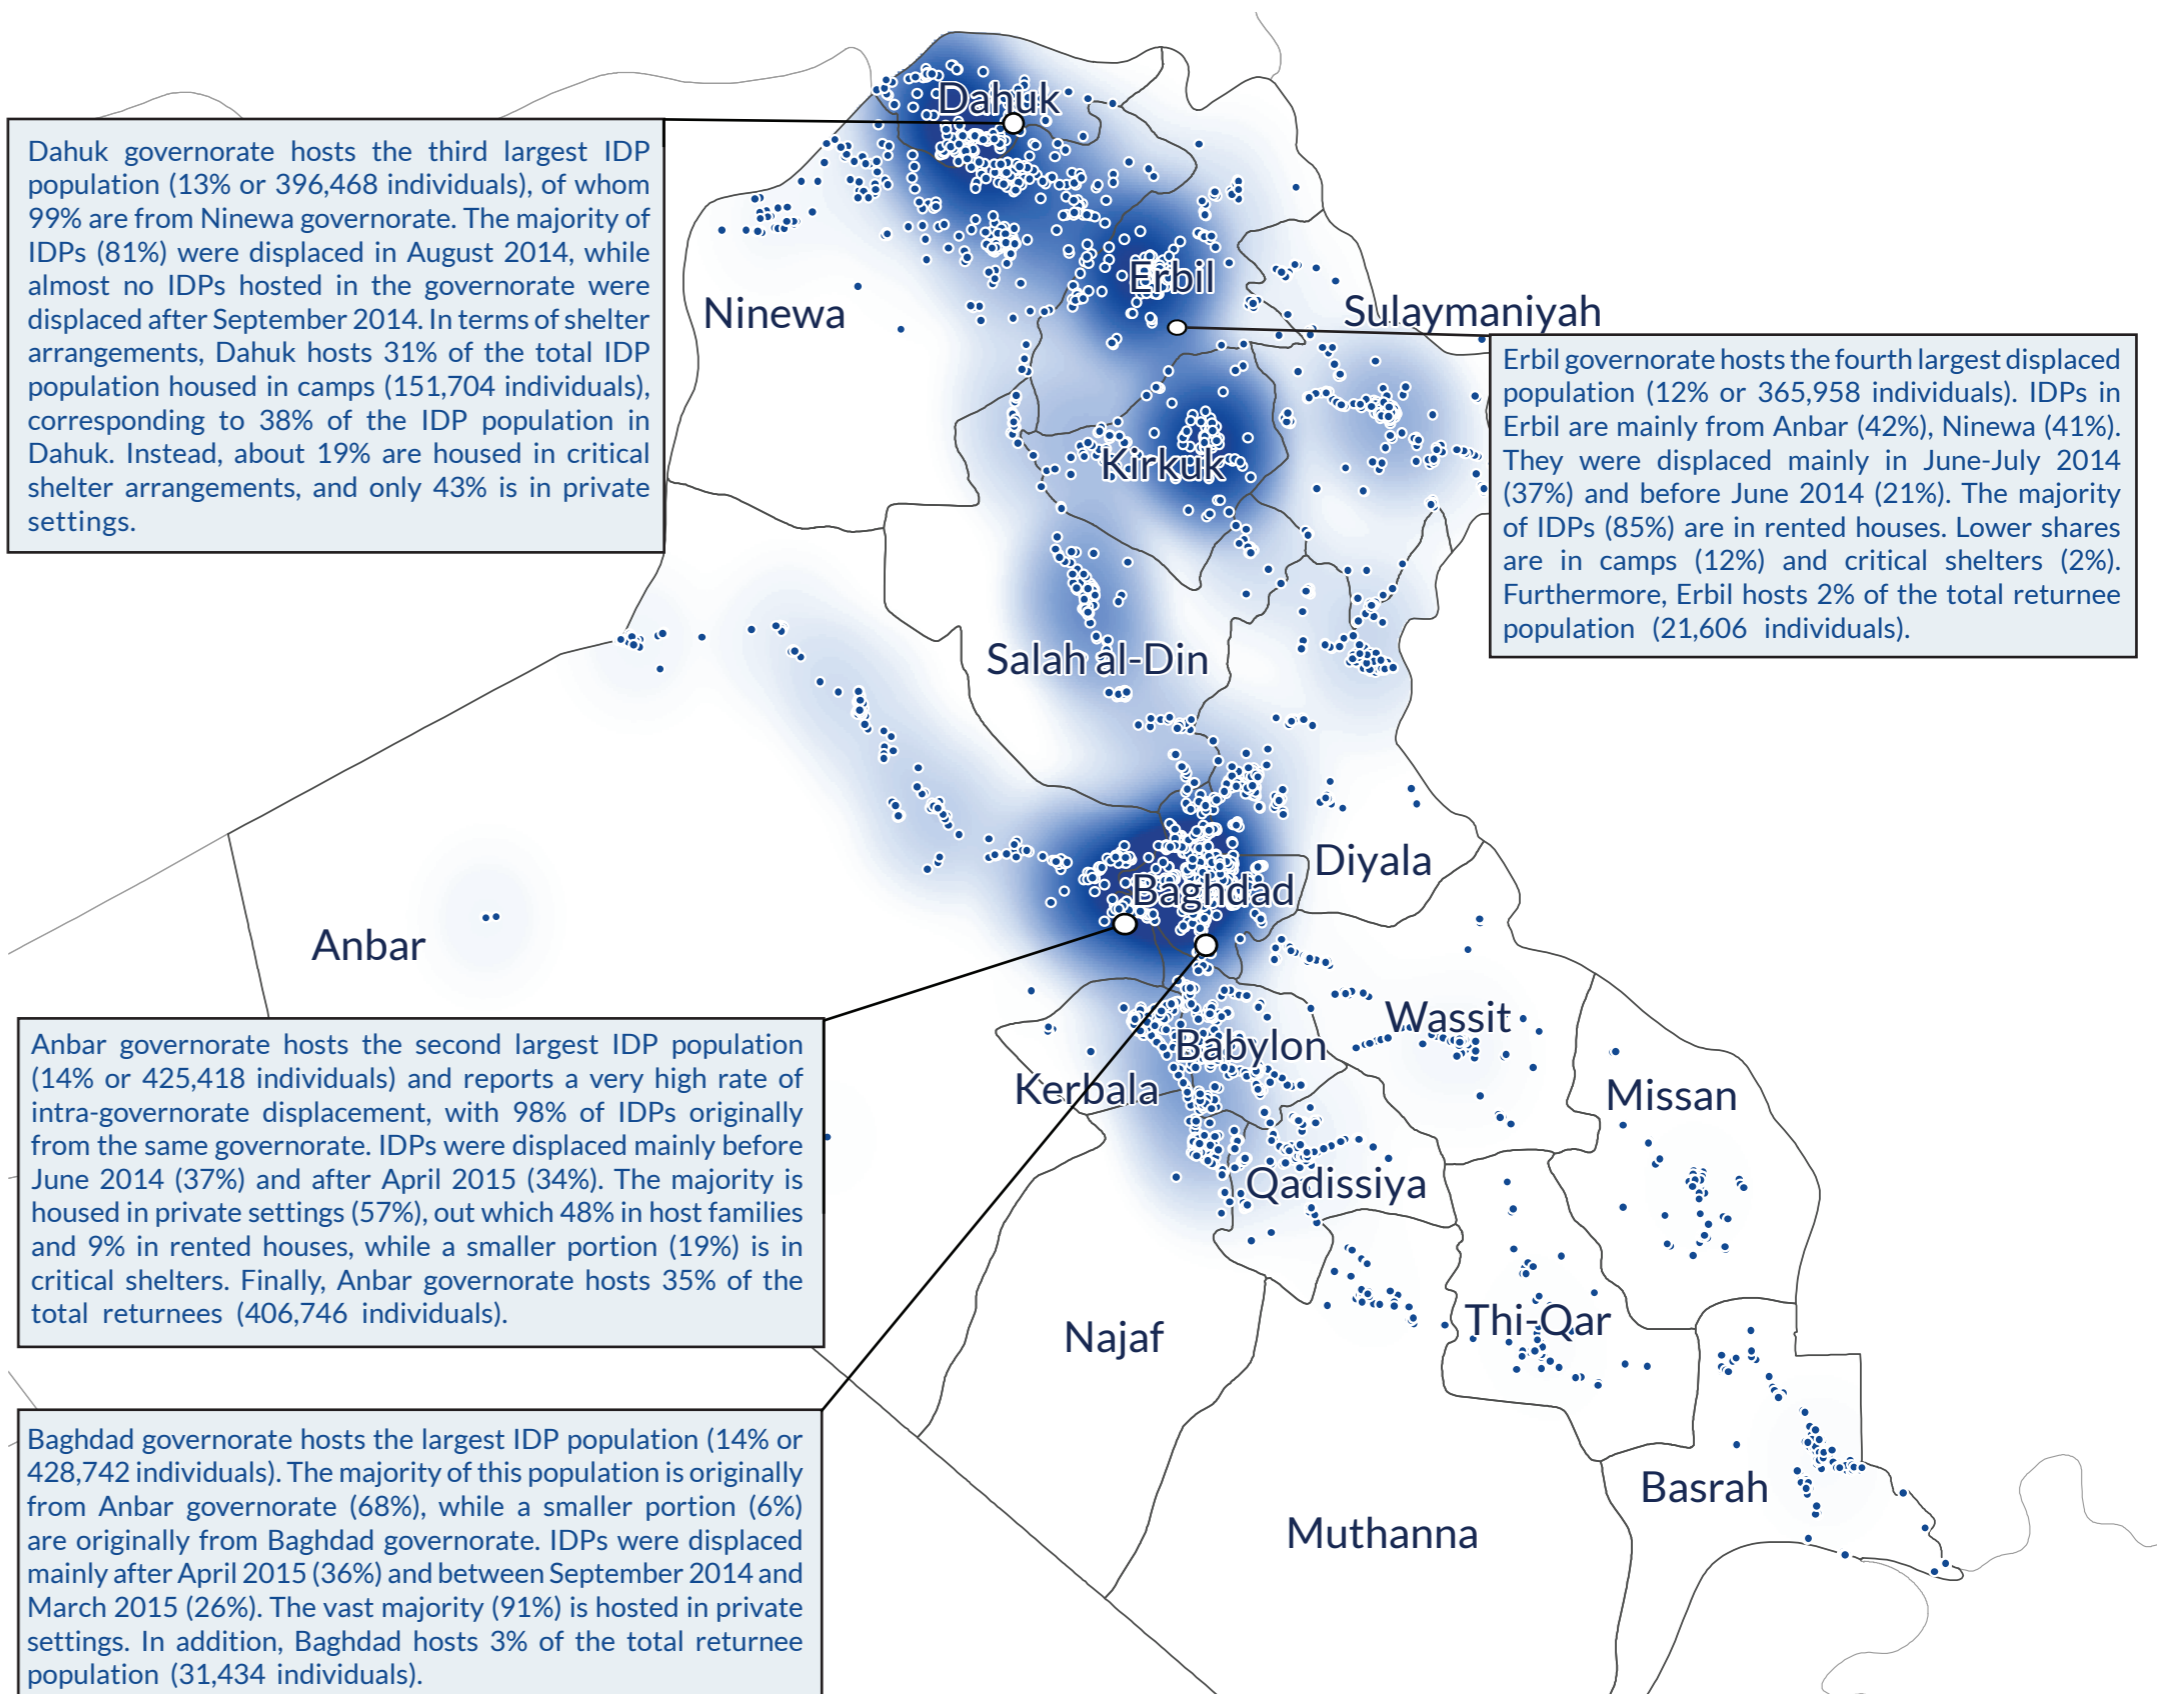 Dahuk
Dahuk governorate hosts the third largest IDP
population (13% or 396,468 individuals), of whom
99% are from Ninewa governorate. The majority of
IDPs (81%) were displaced in August 2014, while
almost no IDPs hosted in the governorate were
displaced after September 2014. In terms of shelter
arrangements, Dahuk hosts 31% of the total IDP
population housed in camps (151,704 individuals),
corresponding to 38% of the IDP population in
Dahuk. Instead, about 19% are housed in critical
shelter arrangements, and only 43% is in private
settings.
Erbil
Ninewa
Sulaymaniyah
Erbil governorate hosts the fourth largest displaced
population (12% or 365,958 individuals). IDPs in
Erbil are mainly from Anbar (42%), Ninewa (41%).
They were displaced mainly in June-July 2014
(37%) and before June 2014 (21%). The majority
of IDPs (85%) are in rented houses. Lower shares
are in camps (12%) and critical shelters (2%).
Furthermore, Erbil hosts 2% of the total returnee
population (21,606 individuals).
Kirkuk
Salah al-Din
Diyala
Baghdad
Anbar
Wassit
Babylon
Kerbala
Missan
Qadissiya
Anbar governorate hosts the second largest IDP population
(14% or 425,418 individuals) and reports a very high rate of
intra-governorate displacement, with 98% of IDPs originally
from the same governorate. IDPs were displaced mainly before
June 2014 (37%) and after April 2015 (34%). The majority is
housed in private settings (57%), out which 48% in host families
and 9% in rented houses, while a smaller portion (19%) is in
critical shelters. Finally, Anbar governorate hosts 35% of the
total returnees (406,746 individuals).
Najaf
Thi-Qar
Basrah
Muthanna
Baghdad governorate hosts the largest IDP population (14% or
428,742 individuals). The majority of this population is originally
from Anbar governorate (68%), while a smaller portion (6%)
are originally from Baghdad governorate. IDPs were displaced
mainly after April 2015 (36%) and between September 2014 and
March 2015 (26%). The vast majority (91%) is hosted in private
settings. In addition, Baghdad hosts 3% of the total returnee
population (31,434 individuals).